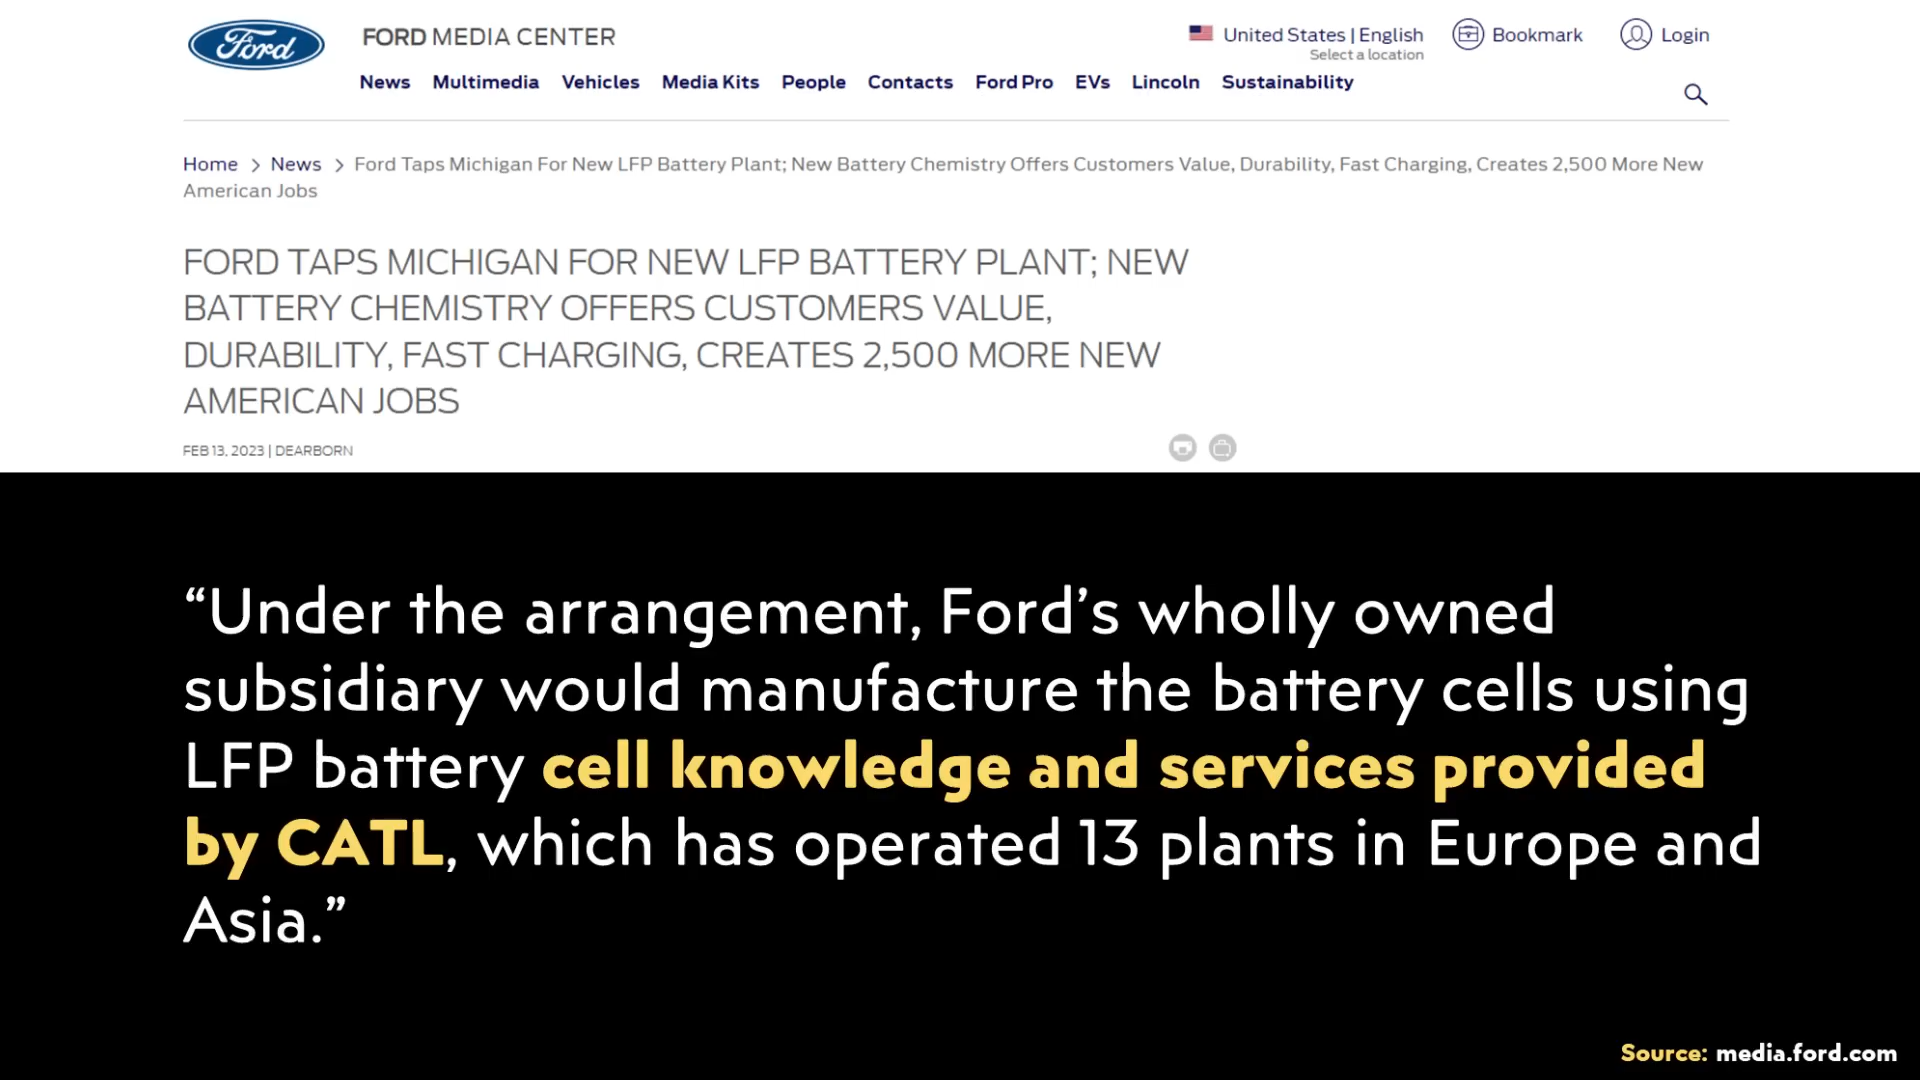 Ford
FORD MEDIA CENTER
United States | English
Select a location
Bookmark
Login
News Multimedia Vehicles Media Kits People Contacts Ford Pro EVs Lincoln Sustainability
Home > News > Ford Taps Michigan For New LFP Battery Plant; New Battery Chemistry Offers Customers Value, Durability, Fast Charging, Creates 2,500 More New
American Jobs
FORD TAPS MICHIGAN FOR NEW LFP BATTERY PLANT; NEW
BATTERY CHEMISTRY OFFERS CUSTOMERS VALUE,
DURABILITY, FAST CHARGING, CREATES 2,500 MORE NEW
AMERICAN JOBS
FEB 13, 2023 | DEARBORN
“Under the arrangement, Ford’s wholly owned
subsidiary would manufacture the battery cells using
LFP battery cell knowledge and services provided
by CATL, which has operated 13 plants in Europe and
Asia.”
Source: media.ford.com